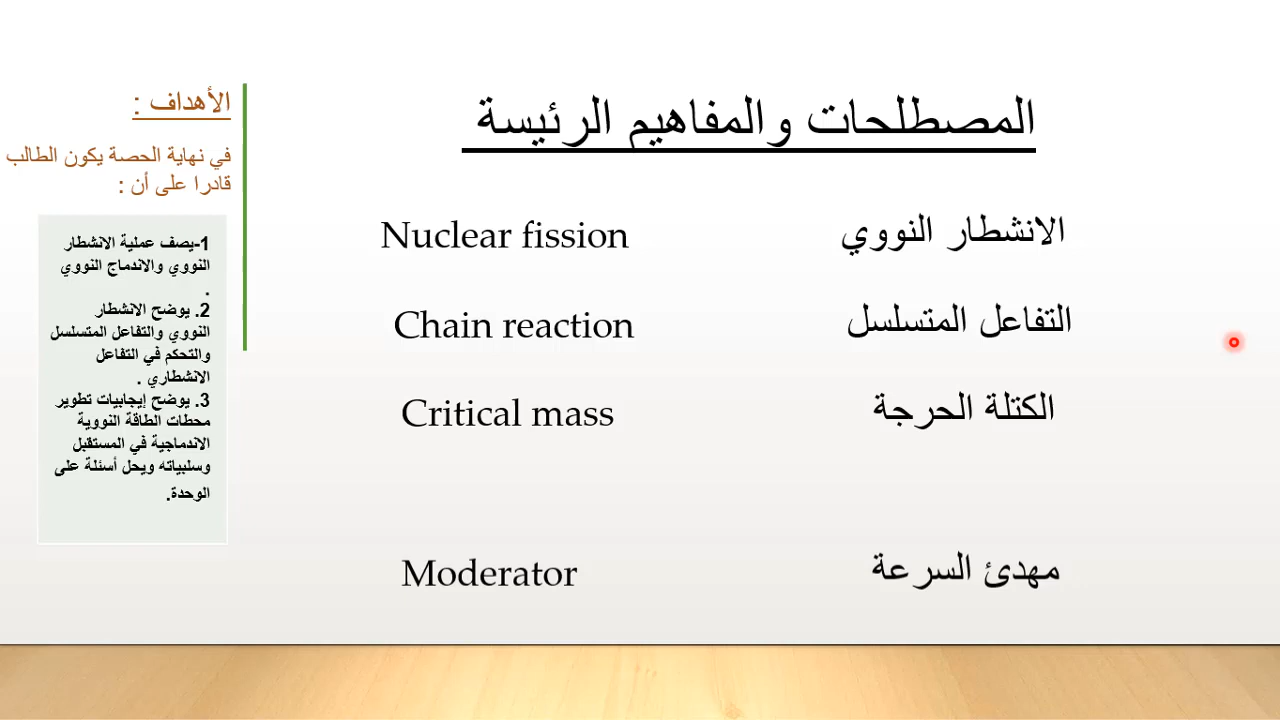 المصطلحات والمفاهيم الرئيسة
الانشطار النووي Nuclear fission
التفاعل المتسلسل Chain reaction
الكتلة الحرجة Critical mass
مهدئ السرعة Moderator
الأهداف :
في نهاية الحصة يكون الطالب
قادرا على أن :
1-يصف عملية الانشطار
النووي والاندماج النووي
.
2. يوضح الانشطار
النووي والتفاعل المتسلسل
والتحكم في التفاعل
الانشطاري .
3. يوضح إيجابيات تطوير
محطات الطاقة النووية
الاندماجية في المستقبل
وسلبياته ويحل أسئلة على
الوحدة.